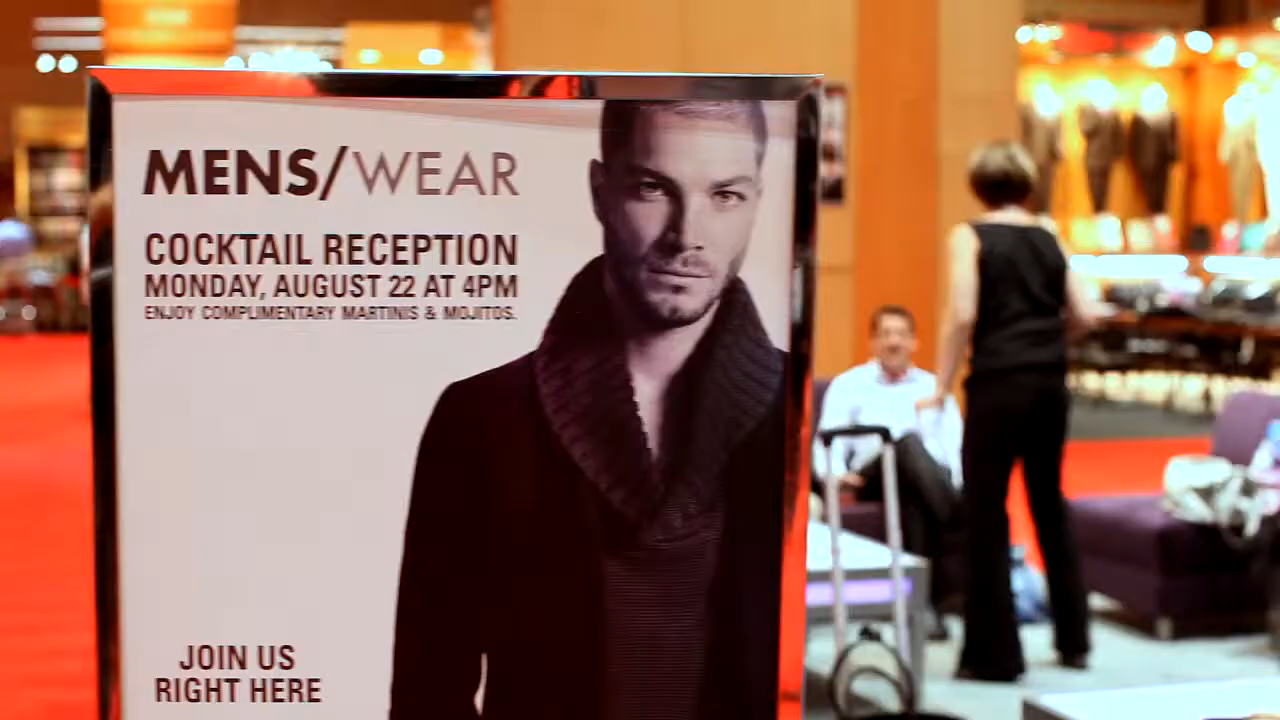 MENS/WEAR
COCKTAIL RECEPTION
MONDAY, AUGUST 22 AT 4PM
ENJOY COMPLIMENTARY MARTINIS & MOJITOS.
JOIN US
RIGHT HERE